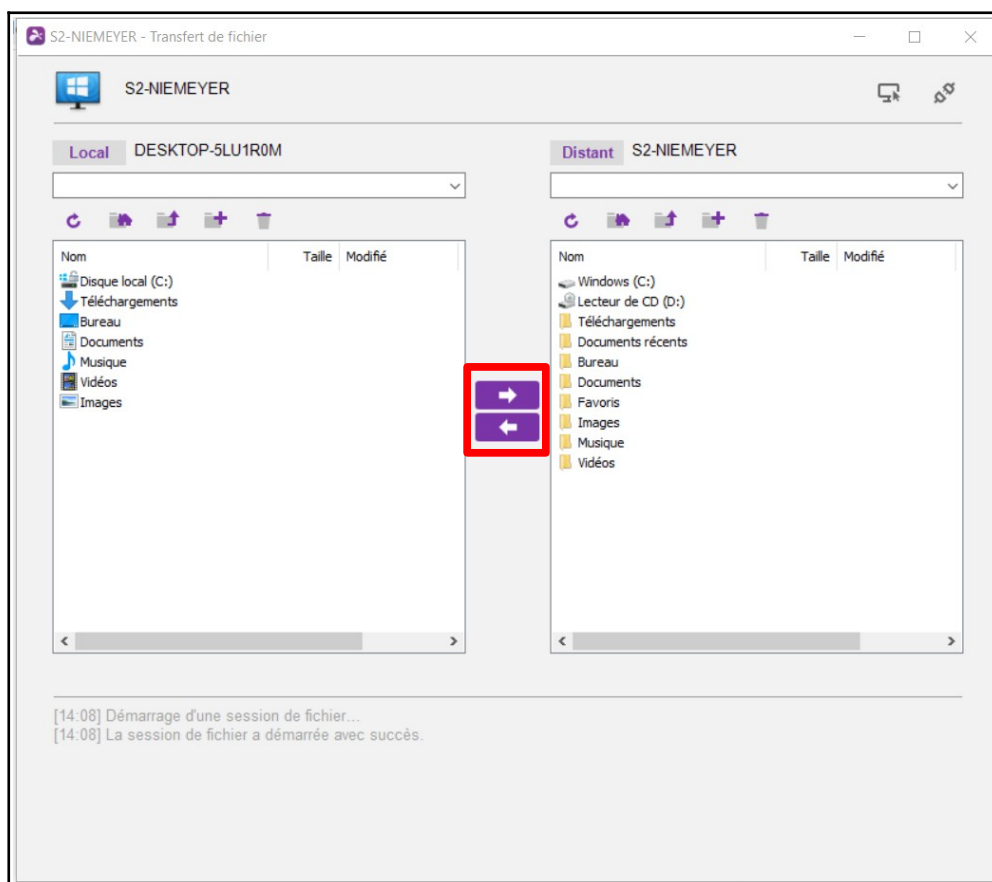 S2-NIEMEYER - Transfert de fichier
S2-NIEMEYER
Local DESKTOP-5LU1R0M
Distant S2-NIEMEYER
Nom Taille Modifié
Disque local (C:)
Téléchargements
Bureau
Documents
Musique
Vidéos
Images
Nom Taille Modifié
Windows (C:)
Lecteur de CD (D:)
Téléchargements
Documents récents
Bureau
Documents
Favoris
Images
Musique
Vidéos
[14:08] Démarrage d'une session de fichier...
[14:08] La session de fichier a démarrée avec succès.